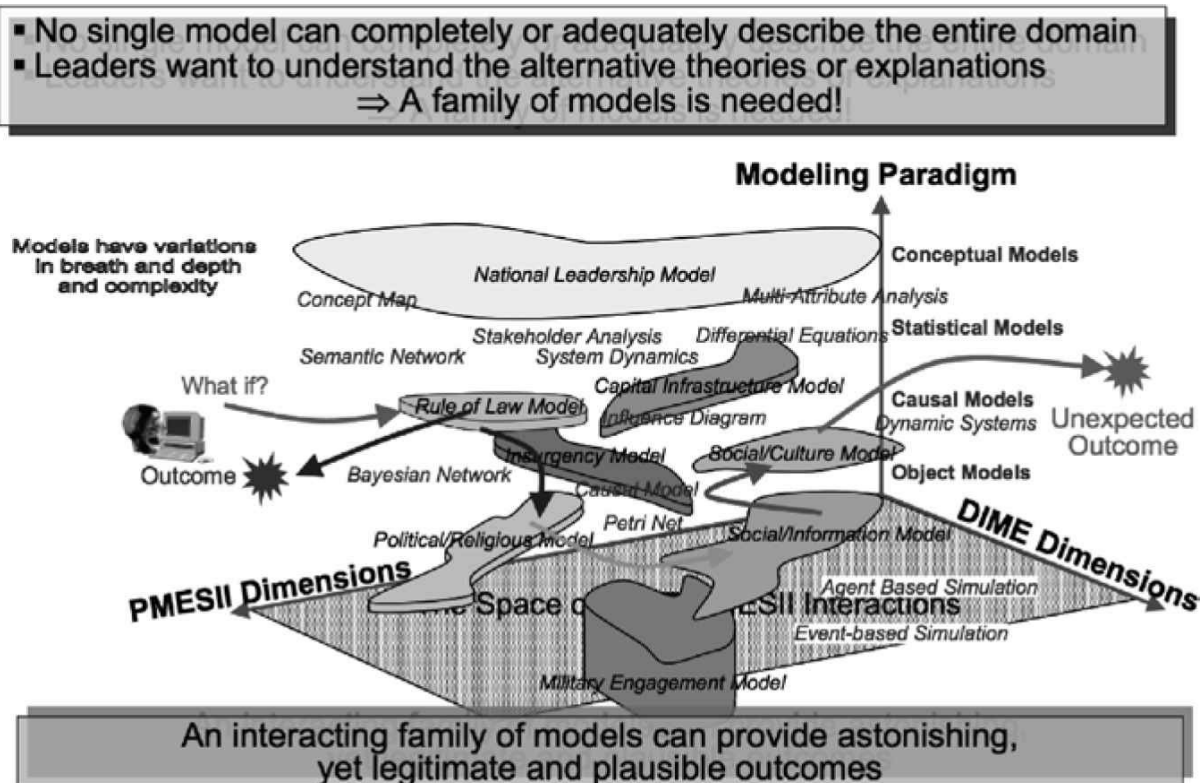 ▪ No single model can completely or adequately describe the entire domain
▪ Leaders want to understand the alternative theories or explanations
⇒ A family of models is needed!
Modeling Paradigm
Models have variations
in breath and depth
and complexity
Conceptual Models
National Leadership Model
Concept Map
Multi-Attribute Analysis
Statistical Models
Stakeholder Analysis
Differential Equations
Semantic Network
System Dynamics
What if?
Capital Infrastructure Model
Causal Models
Rule of Law Model
Influence Diagram
Dynamic Systems
Unexpected
Outcome
Insurgency Model
Social/Culture Model
Outcome
Bayesian Network
Object Models
Causal Model
Petri Net
Political/Religious Model
Social/Information Model
DIME Dimensions
PMESII Dimensions
Agent Based Simulation
Space Interactions
Event-based Simulation
Military Engagement Model
An interacting family of models can provide astonishing,
yet legitimate and plausible outcomes